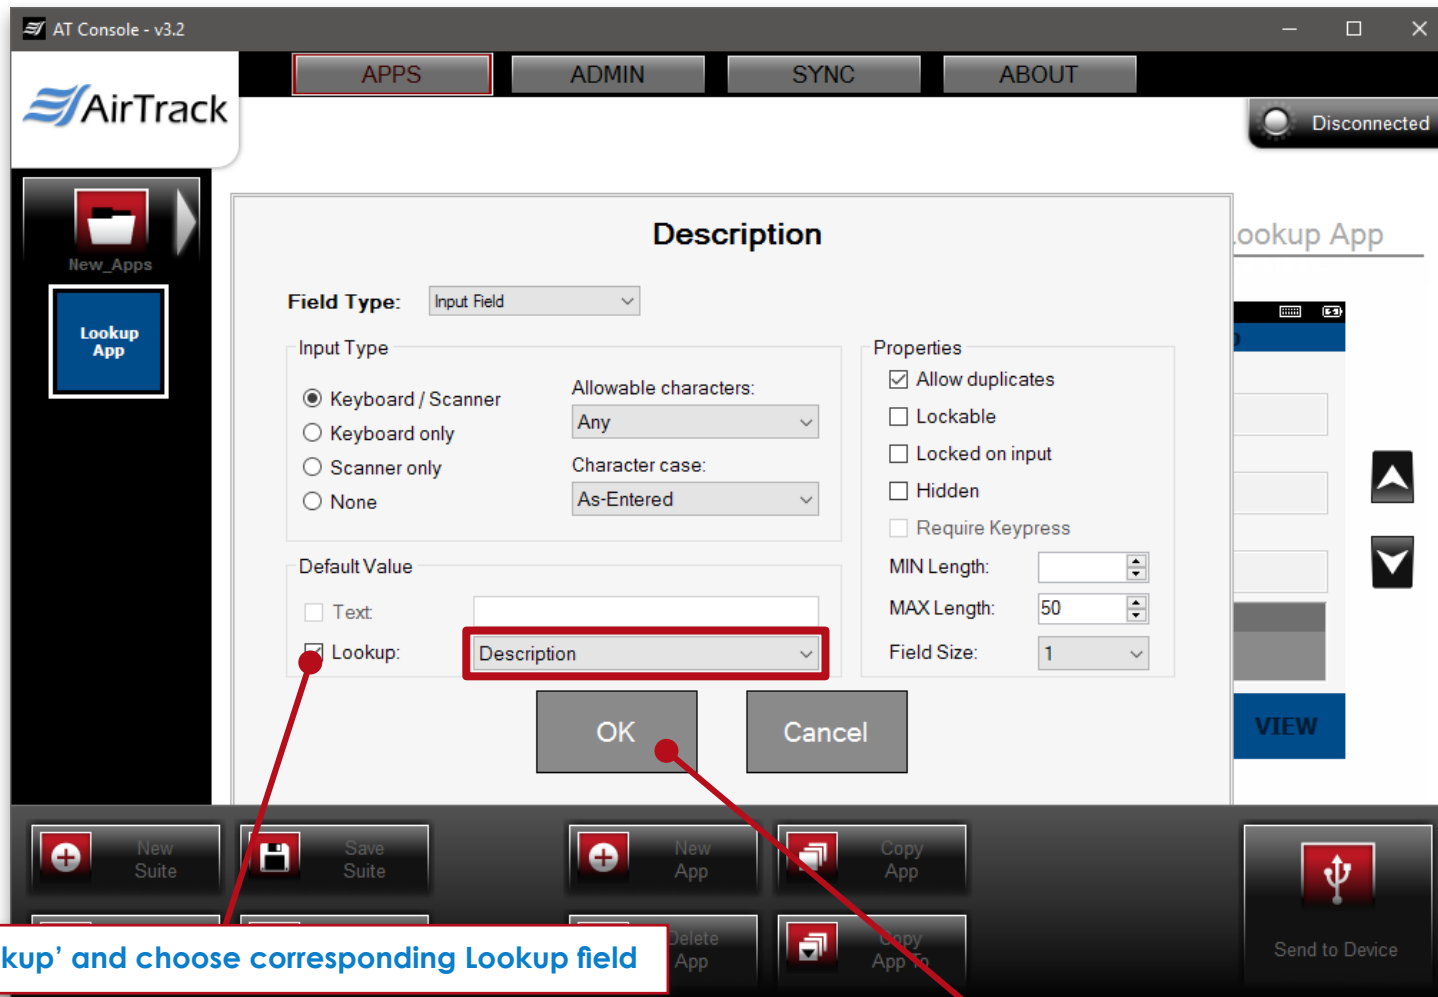 AT Console - v3.2
APPS
ADMIN
SYNC
ABOUT
AirTrack
Disconnected
New_Apps
Lookup
App
Description
ookup App
Field Type:
Input Field
Input Type
Keyboard / Scanner
Keyboard only
Scanner only
None
Allowable characters:
Any
Character case:
As-Entered
Properties
Allow duplicates
Lockable
Locked on input
Hidden
Require Keypress
MIN Length:
MAX Length:
50
Field Size:
1
Default Value
Text:
Lookup:
Description
OK
Cancel
VIEW
New
Suite
Save
Suite
New
App
Copy
App
Delete
App
Copy
App To
Send to Device
kup’ and choose corresponding Lookup field